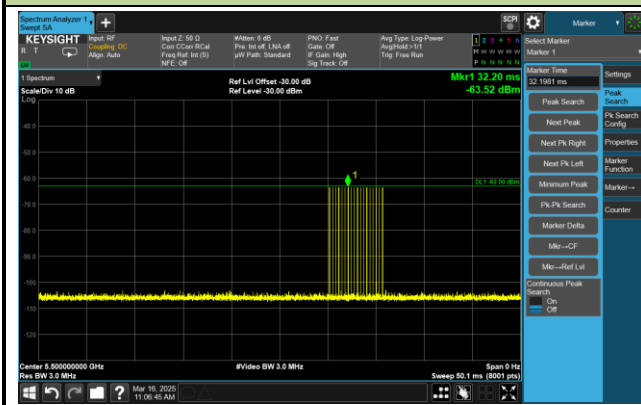 Spectrum Analyzer 1
Swept SA
SCPI
Marker
KEYSIGHT
R T
Input: RF
Coupling: DC
Align: Auto
Input Z: 50 Ω
Corr CCorr RCal
Freq Ref: Int (S)
NFE: Off
#Atten: 0 dB
Pre: Int off, LNA off
µW Path: Standard
PNO: Fast
Gate: Off
IF Gain: High
Sig Track: Off
Avg Type: Log-Power
Avg|Hold:>1/1
Trig: Free Run
1 2 3 4 5 6
M W W W W W
P N N N N N
Select Marker
Marker 1
1 Spectrum
Scale/Div 10 dB
Log
Ref Lvl Offset -30.00 dB
Ref Level -30.00 dBm
Mkr1 32.20 ms
-63.52 dBm
Marker Time
32.1981 ms
Settings
Peak Search
Peak
Search
Next Peak
Pk Search
Config
Next Pk Right
Properties
Next Pk Left
Marker
Function
Minimum Peak
Marker→
Pk-Pk Search
Counter
Marker Delta
Mkr→CF
Mkr→Ref Lvl
Continuous Peak
Search
On
Off
-40.0
-50.0
-60.0
-70.0
-80.0
-90.0
-100
-110
-120
1
DL1 -63.00 dBm
Center 5.500000000 GHz
Res BW 3.0 MHz
#Video BW 3.0 MHz
Span 0 Hz
Sweep 50.1 ms (8001 pts)
?
Mar 16, 2025
11:06:45 AM